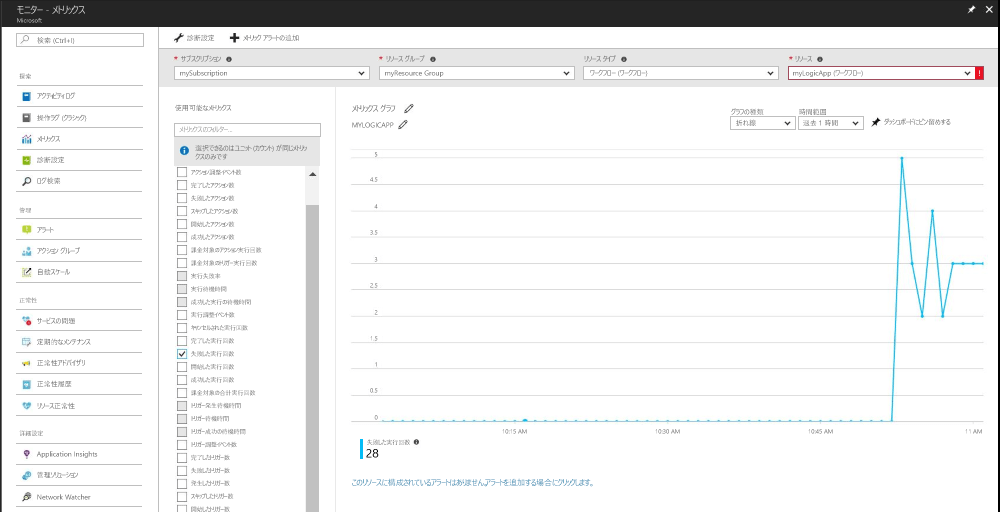 モニター - メトリックス
Microsoft
検索 (Ctrl+/)
探索
アクティビティ ログ
操作ログ (クラシック)
メトリックス
診断設定
ログ検索
管理
アラート
アクション グループ
自動スケール
正常性
サービスの問題
定期的なメンテナンス
正常性アドバイザリ
正常性履歴
リソース正常性
詳細設定
Application Insights
管理ソリューション
Network Watcher
診断設定
メトリック アラートの追加
* サブスクリプション
mySubscription
* リソース グループ
myResource Group
リソース タイプ
ワークフロー (ワークフロー)
* リソース
myLogicApp (ワークフロー)
使用可能なメトリックス
メトリックスのフィルター...
選択できるのはユニット (カウント) が同じメトリッ
クスのみです
アクション調整イベント数
完了したアクション数
失敗したアクション数
スキップしたアクション数
開始したアクション数
成功したアクション数
課金対象のアクション実行回数
課金対象のトリガー実行回数
実行失敗率
実行待機時間
成功した実行の待機時間
実行調整イベント数
キャンセルされた実行回数
完了した実行回数
失敗した実行回数
開始した実行回数
成功した実行回数
課金対象の合計実行回数
トリガー発生待機時間
トリガー待機時間
トリガー成功の待機時間
トリガー調整イベント数
完了したトリガー数
失敗したトリガー数
発生したトリガー数
スキップしたトリガー数
開始したトリガー数
メトリックス グラフ
MYLOGICAPP
グラフの種類
折れ線
時間範囲
過去 1 時間
ダッシュボードにピン留めする
5
4.5
4
3.5
3
2.5
2
1.5
1
0.5
0
10:15 AM
10:30 AM
10:45 AM
11 AM
失敗した実行回数
28
このリソースに構成されているアラートはありません。アラートを追加する場合にクリックします。